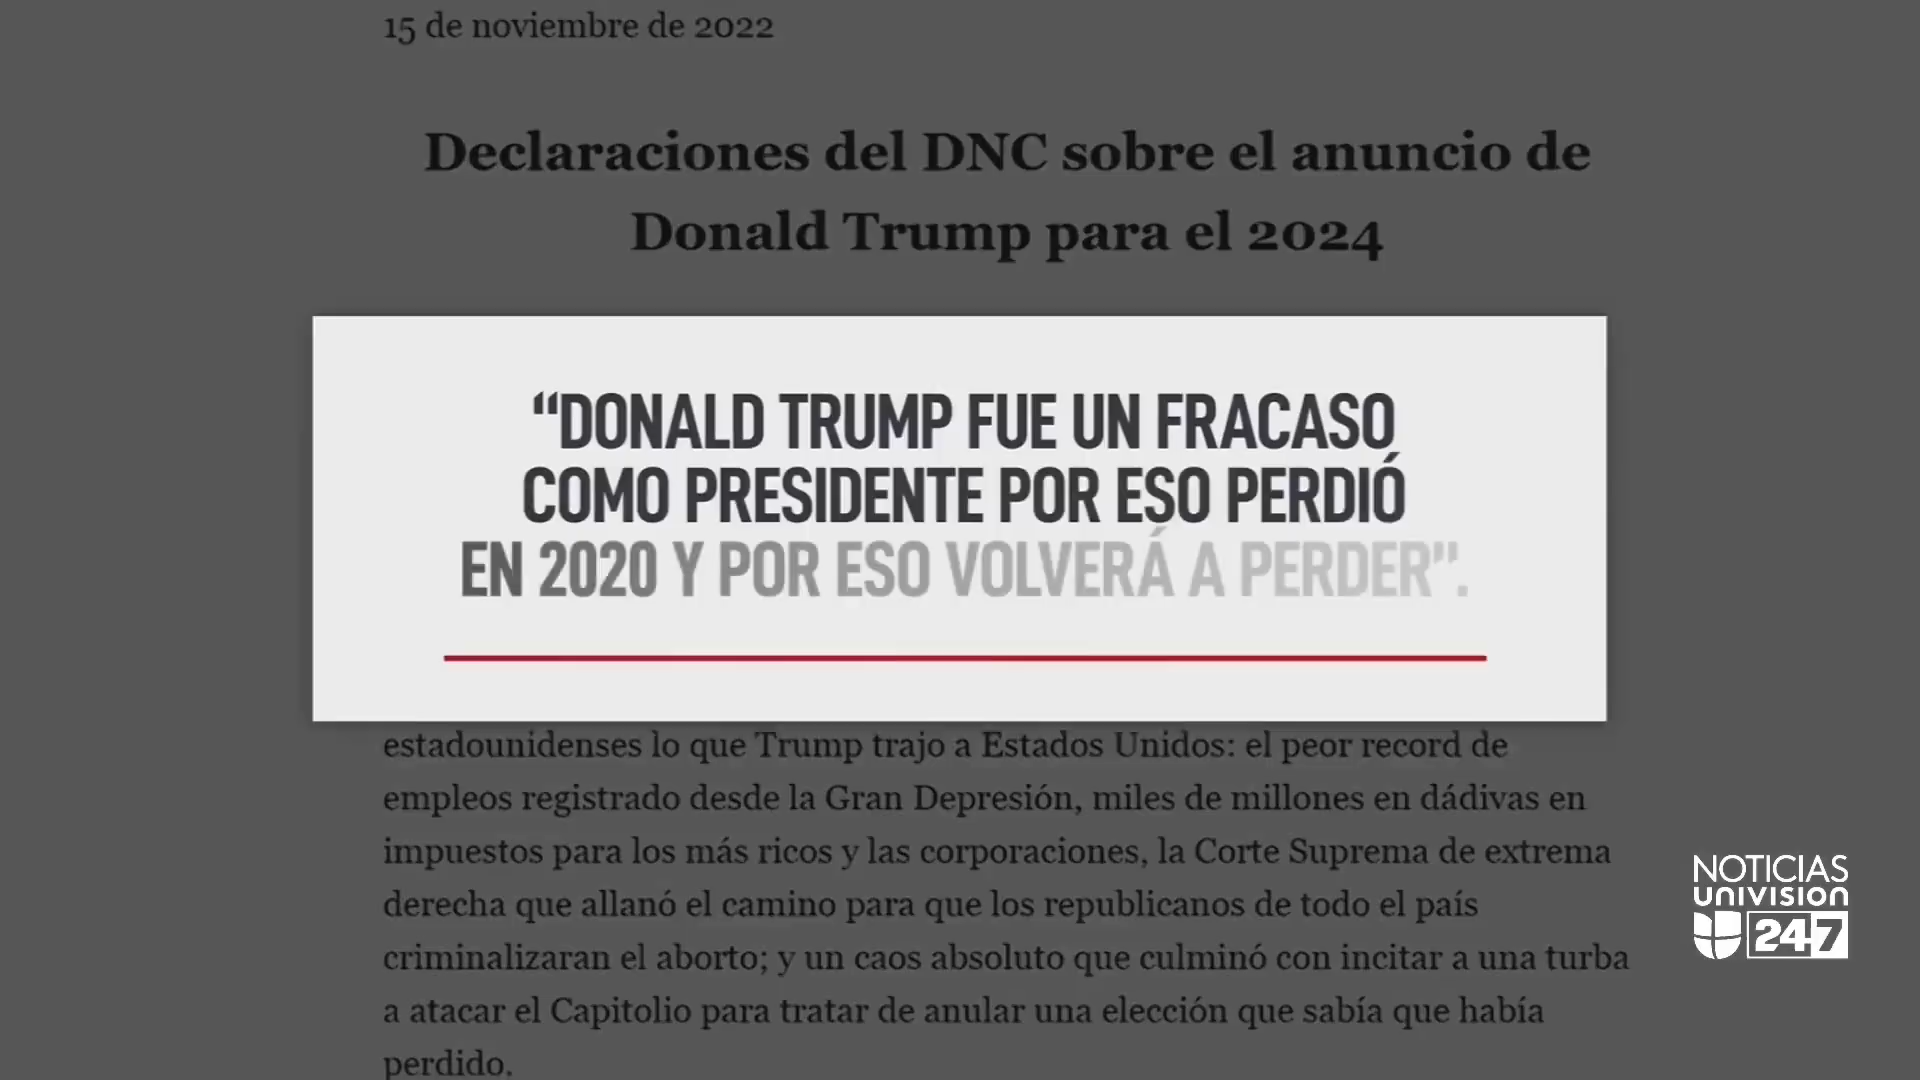 15 de noviembre de 2022
Declaraciones del DNC sobre el anuncio de
Donald Trump para el 2024
“DONALD TRUMP FUE UN FRACASO
COMO PRESIDENTE POR ESO PERDIÓ
EN 2020 Y POR ESO VOLVERÁ A PERDER”.
estadounidenses lo que Trump trajo a Estados Unidos: el peor record de
empleos registrado desde la Gran Depresión, miles de millones en dádivas en
impuestos para los más ricos y las corporaciones, la Corte Suprema de extrema
derecha que allanó el camino para que los republicanos de todo el país
criminalizaran el aborto; y un caos absoluto que culminó con incitar a una turba
a atacar el Capitolio para tratar de anular una elección que sabía que había
perdido.
NOTICIAS
univision
24/7